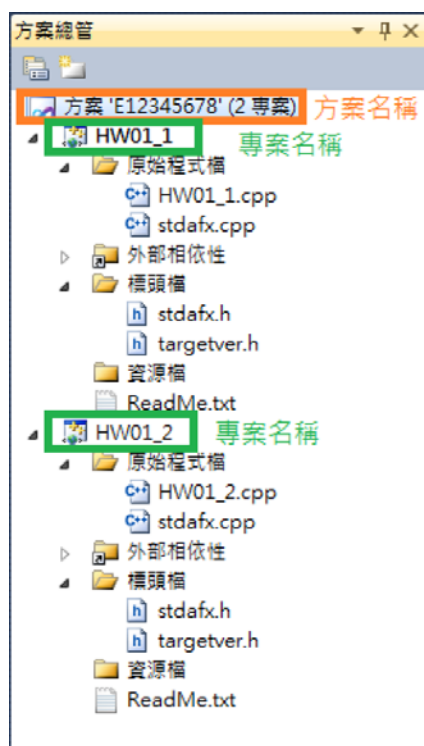 方案總管
方案 'E12345678' (2 專案) 方案名稱
HW01_1 專案名稱
原始程式檔
HW01_1.cpp
stdafx.cpp
外部相依性
標頭檔
stdafx.h
targetver.h
資源檔
ReadMe.txt
HW01_2 專案名稱
原始程式檔
HW01_2.cpp
stdafx.cpp
外部相依性
標頭檔
stdafx.h
targetver.h
資源檔
ReadMe.txt